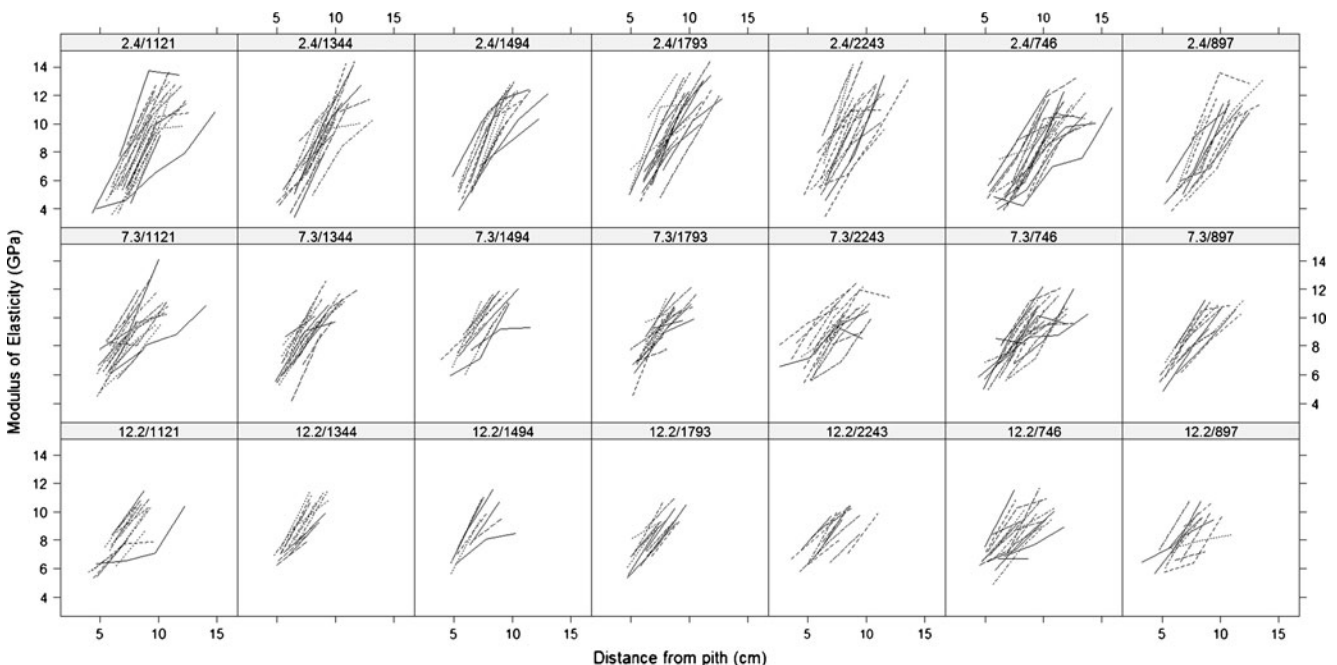 5 10 15 5 10 15 5 10 15
2.4/1121 2.4/1344 2.4/1494 2.4/1793 2.4/2243 2.4/746 2.4/897
14
12
10
8
6
4
7.3/1121 7.3/1344 7.3/1494 7.3/1793 7.3/2243 7.3/746 7.3/897
14
12
10
8
6
4
12.2/1121 12.2/1344 12.2/1494 12.2/1793 12.2/2243 12.2/746 12.2/897
14
12
10
8
6
4
5 10 15 5 10 15 5 10 15 5 10 15
Modulus of Elasticity (GPa)
Distance from pith (cm)